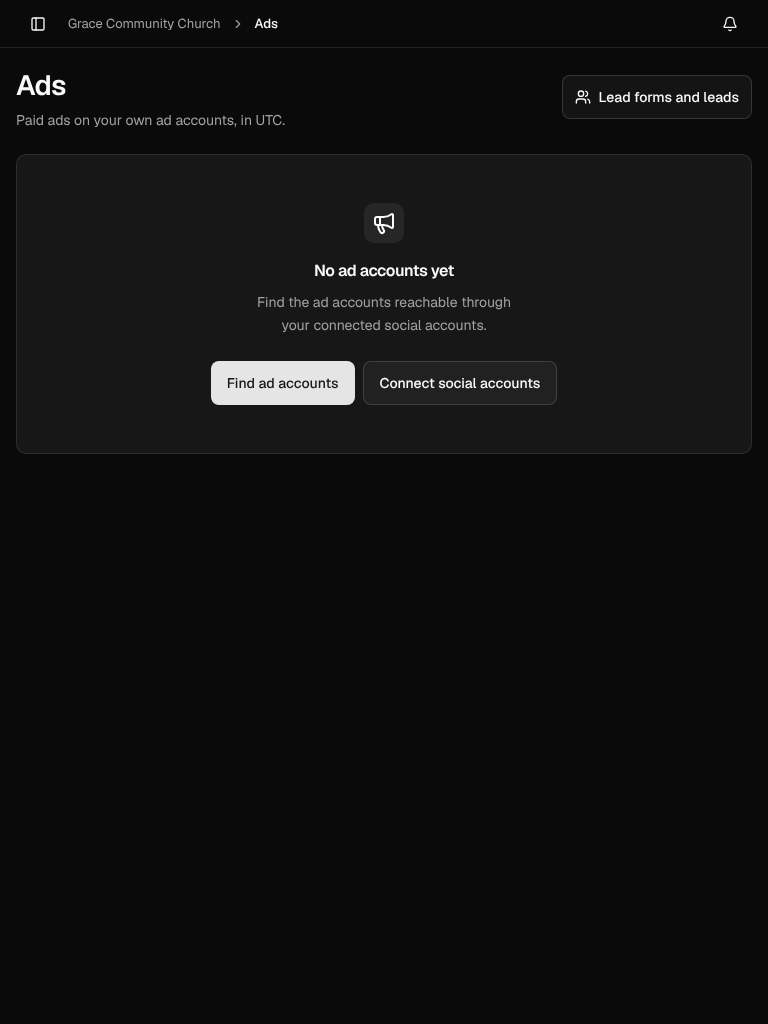 Grace Community Church > Ads
Ads
Paid ads on your own ad accounts, in UTC.
Lead forms and leads
No ad accounts yet
Find the ad accounts reachable through
your connected social accounts.
Find ad accounts
Connect social accounts